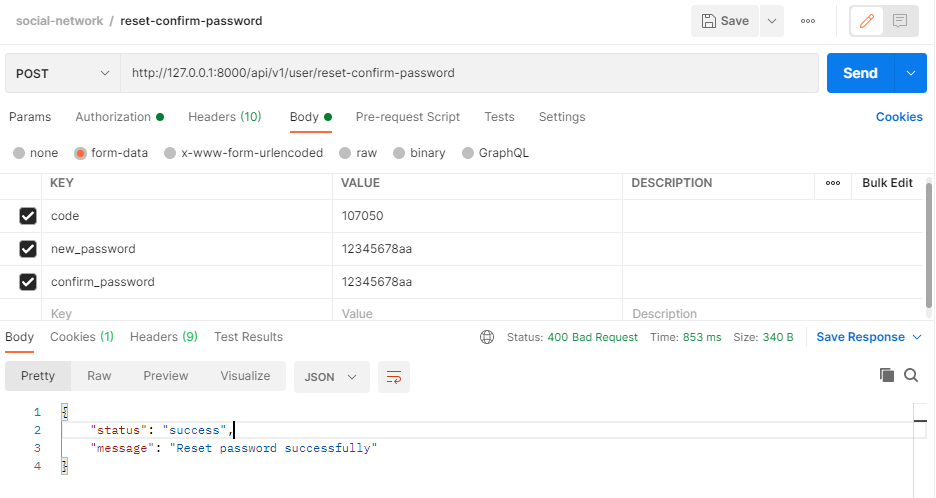 social-network / reset-confirm-password Save
POST http://127.0.0.1:8000/api/v1/user/reset-confirm-password Send
Params Authorization Headers (10) Body Pre-request Script Tests Settings Cookies
none form-data x-www-form-urlencoded raw binary GraphQL
KEY VALUE DESCRIPTION Bulk Edit
code 107050
new_password 12345678aa
confirm_password 12345678aa
Key Value Description
Body Cookies (1) Headers (9) Test Results Status: 400 Bad Request Time: 853 ms Size: 340 B Save Response
Pretty Raw Preview Visualize JSON
1 {
2 "status": "success",
3 "message": "Reset password successfully"
4 }